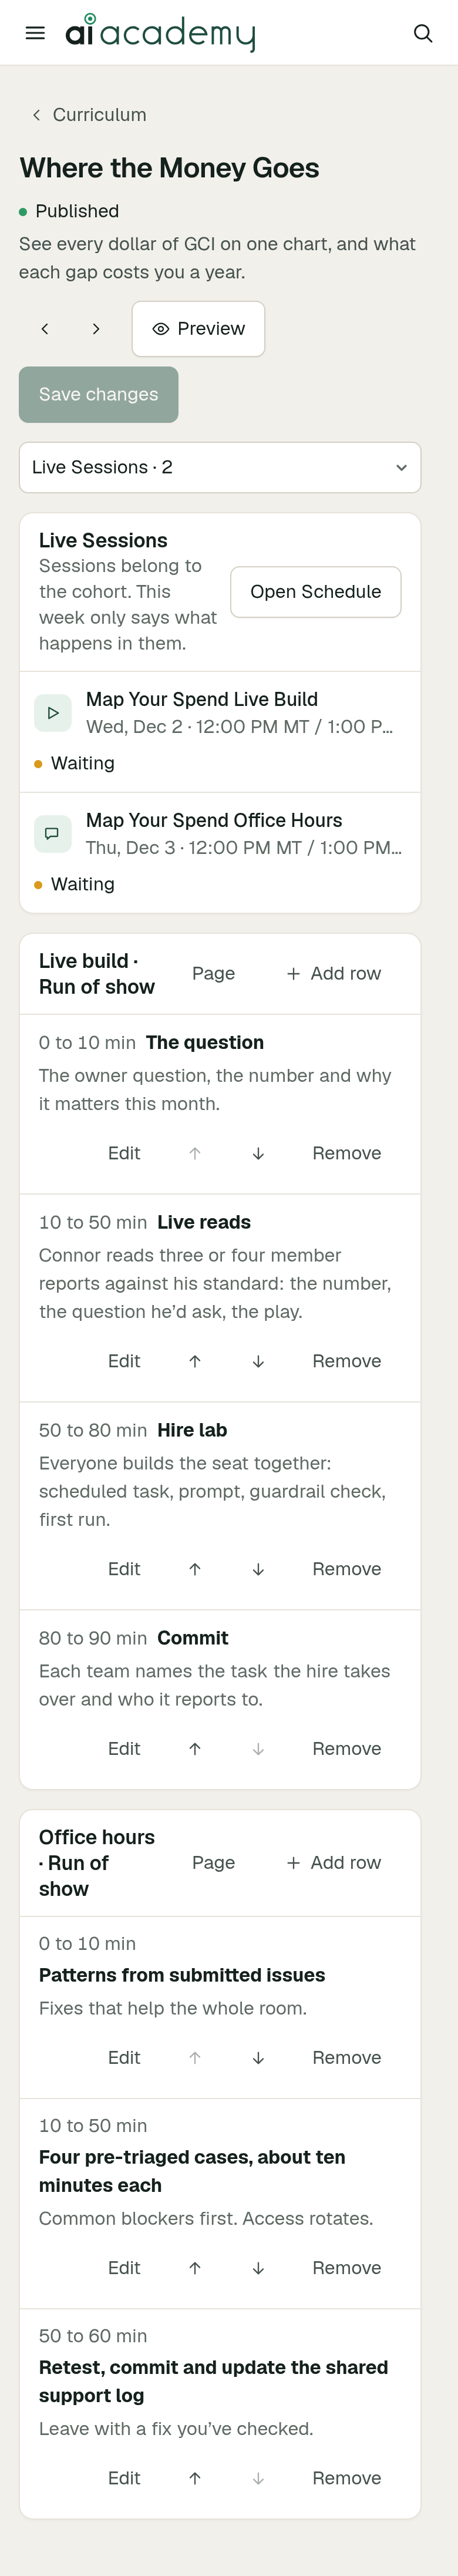 ai academy
Curriculum
Where the Money Goes
Published
See every dollar of GCI on one chart, and what
each gap costs you a year.
Preview
Save changes
Live Sessions · 2
Live Sessions
Sessions belong to
the cohort. This
week only says what
happens in them.
Open Schedule
Map Your Spend Live Build
Wed, Dec 2 · 12:00 PM MT / 1:00 P...
Waiting
Map Your Spend Office Hours
Thu, Dec 3 · 12:00 PM MT / 1:00 PM...
Waiting
Live build ·
Run of show
Page
+ Add row
0 to 10 min The question
The owner question, the number and why
it matters this month.
Edit ↑ ↓ Remove
10 to 50 min Live reads
Connor reads three or four member
reports against his standard: the number,
the question he’d ask, the play.
Edit ↑ ↓ Remove
50 to 80 min Hire lab
Everyone builds the seat together:
scheduled task, prompt, guardrail check,
first run.
Edit ↑ ↓ Remove
80 to 90 min Commit
Each team names the task the hire takes
over and who it reports to.
Edit ↑ ↓ Remove
Office hours
· Run of
show
Page
+ Add row
0 to 10 min
Patterns from submitted issues
Fixes that help the whole room.
Edit ↑ ↓ Remove
10 to 50 min
Four pre-triaged cases, about ten
minutes each
Common blockers first. Access rotates.
Edit ↑ ↓ Remove
50 to 60 min
Retest, commit and update the shared
support log
Leave with a fix you’ve checked.
Edit ↑ ↓ Remove